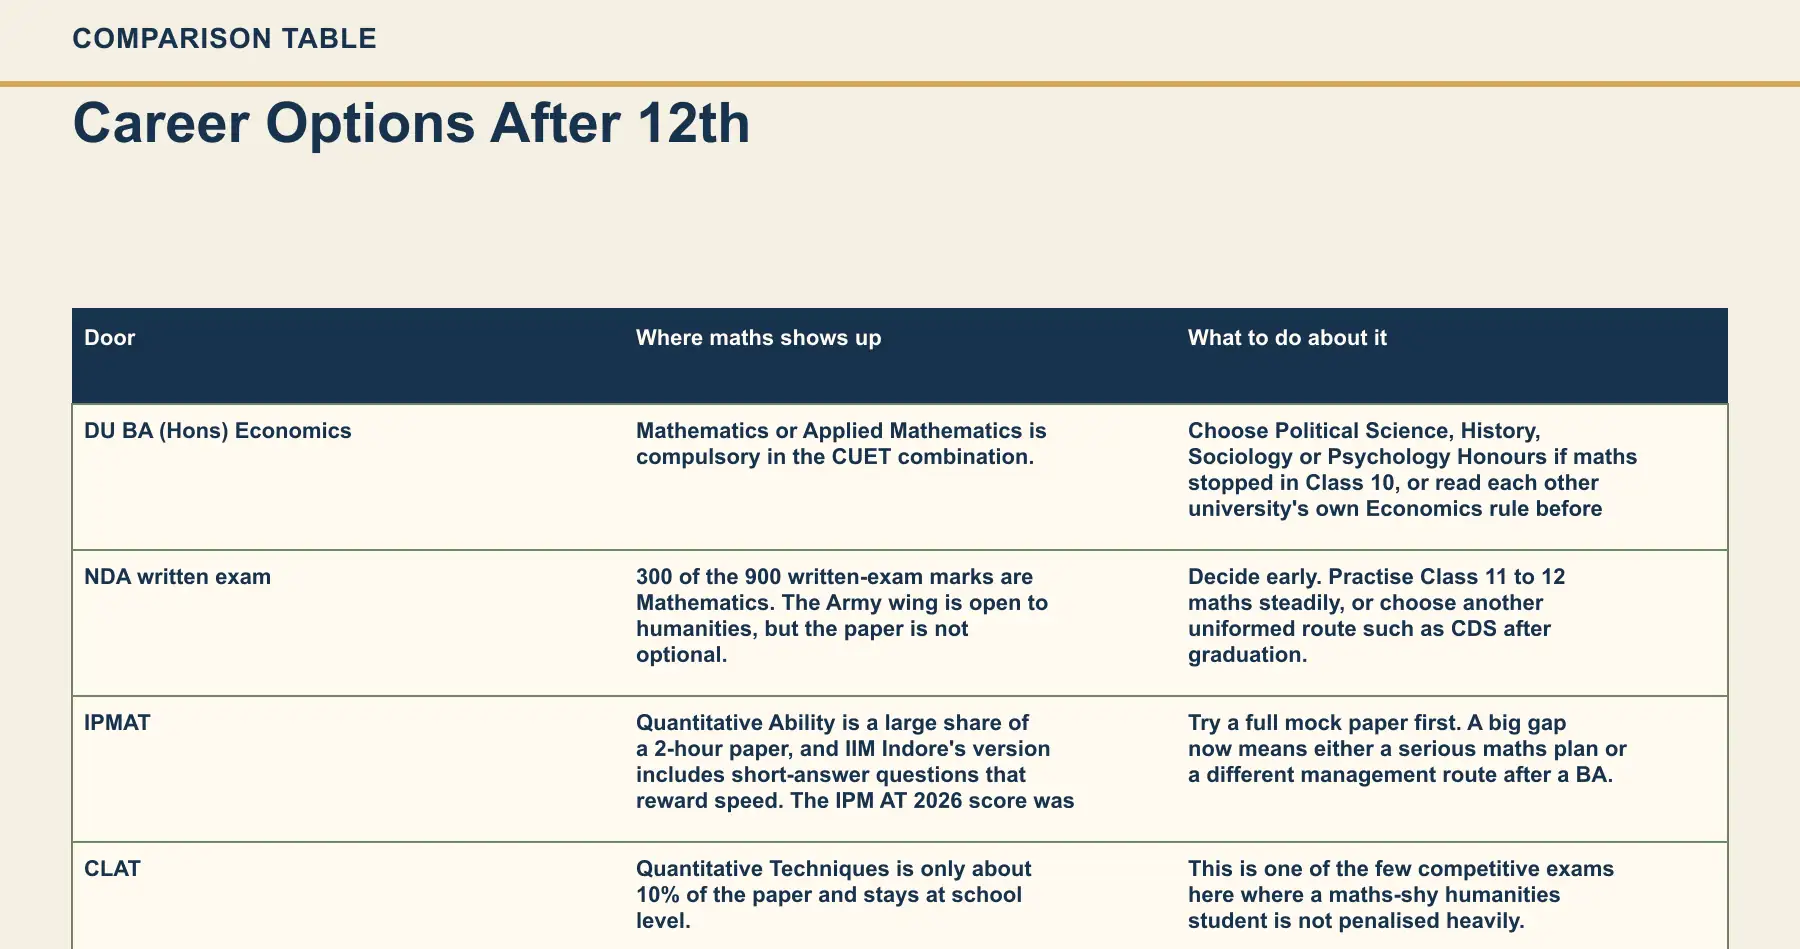 COMPARISON TABLE
Career Options After 12th
Door
Where maths shows up
What to do about it
DU BA (Hons) Economics
Mathematics or Applied Mathematics is
compulsory in the CUET combination.
Choose Political Science, History,
Sociology or Psychology Honours if maths
stopped in Class 10, or read each other
university's own Economics rule before
NDA written exam
300 of the 900 written-exam marks are
Mathematics. The Army wing is open to
humanities, but the paper is not
optional.
Decide early. Practise Class 11 to 12
maths steadily, or choose another
uniformed route such as CDS after
graduation.
IPMAT
Quantitative Ability is a large share of
a 2-hour paper, and IIM Indore's version
includes short-answer questions that
reward speed. The IPM AT 2026 score was
Try a full mock paper first. A big gap
now means either a serious maths plan or
a different management route after a BA.
CLAT
Quantitative Techniques is only about
10% of the paper and stays at school
level.
This is one of the few competitive exams
here where a maths-shy humanities
student is not penalised heavily.